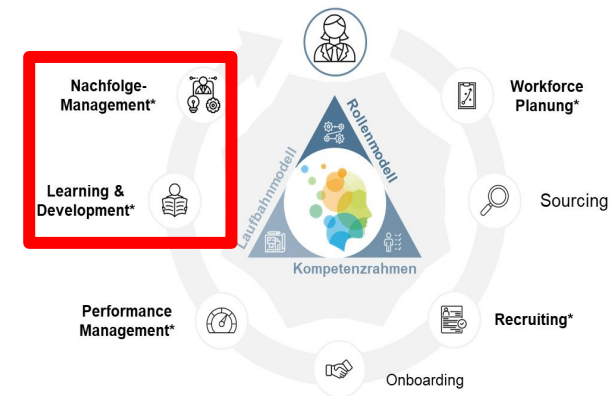 Nachfolge-
Management*
Workforce
Planung*
Rollenmodell
Laufbahnmodell
Learning &
Development*
Sourcing
Kompetenzrahmen
Performance
Management*
Recruiting*
Onboarding